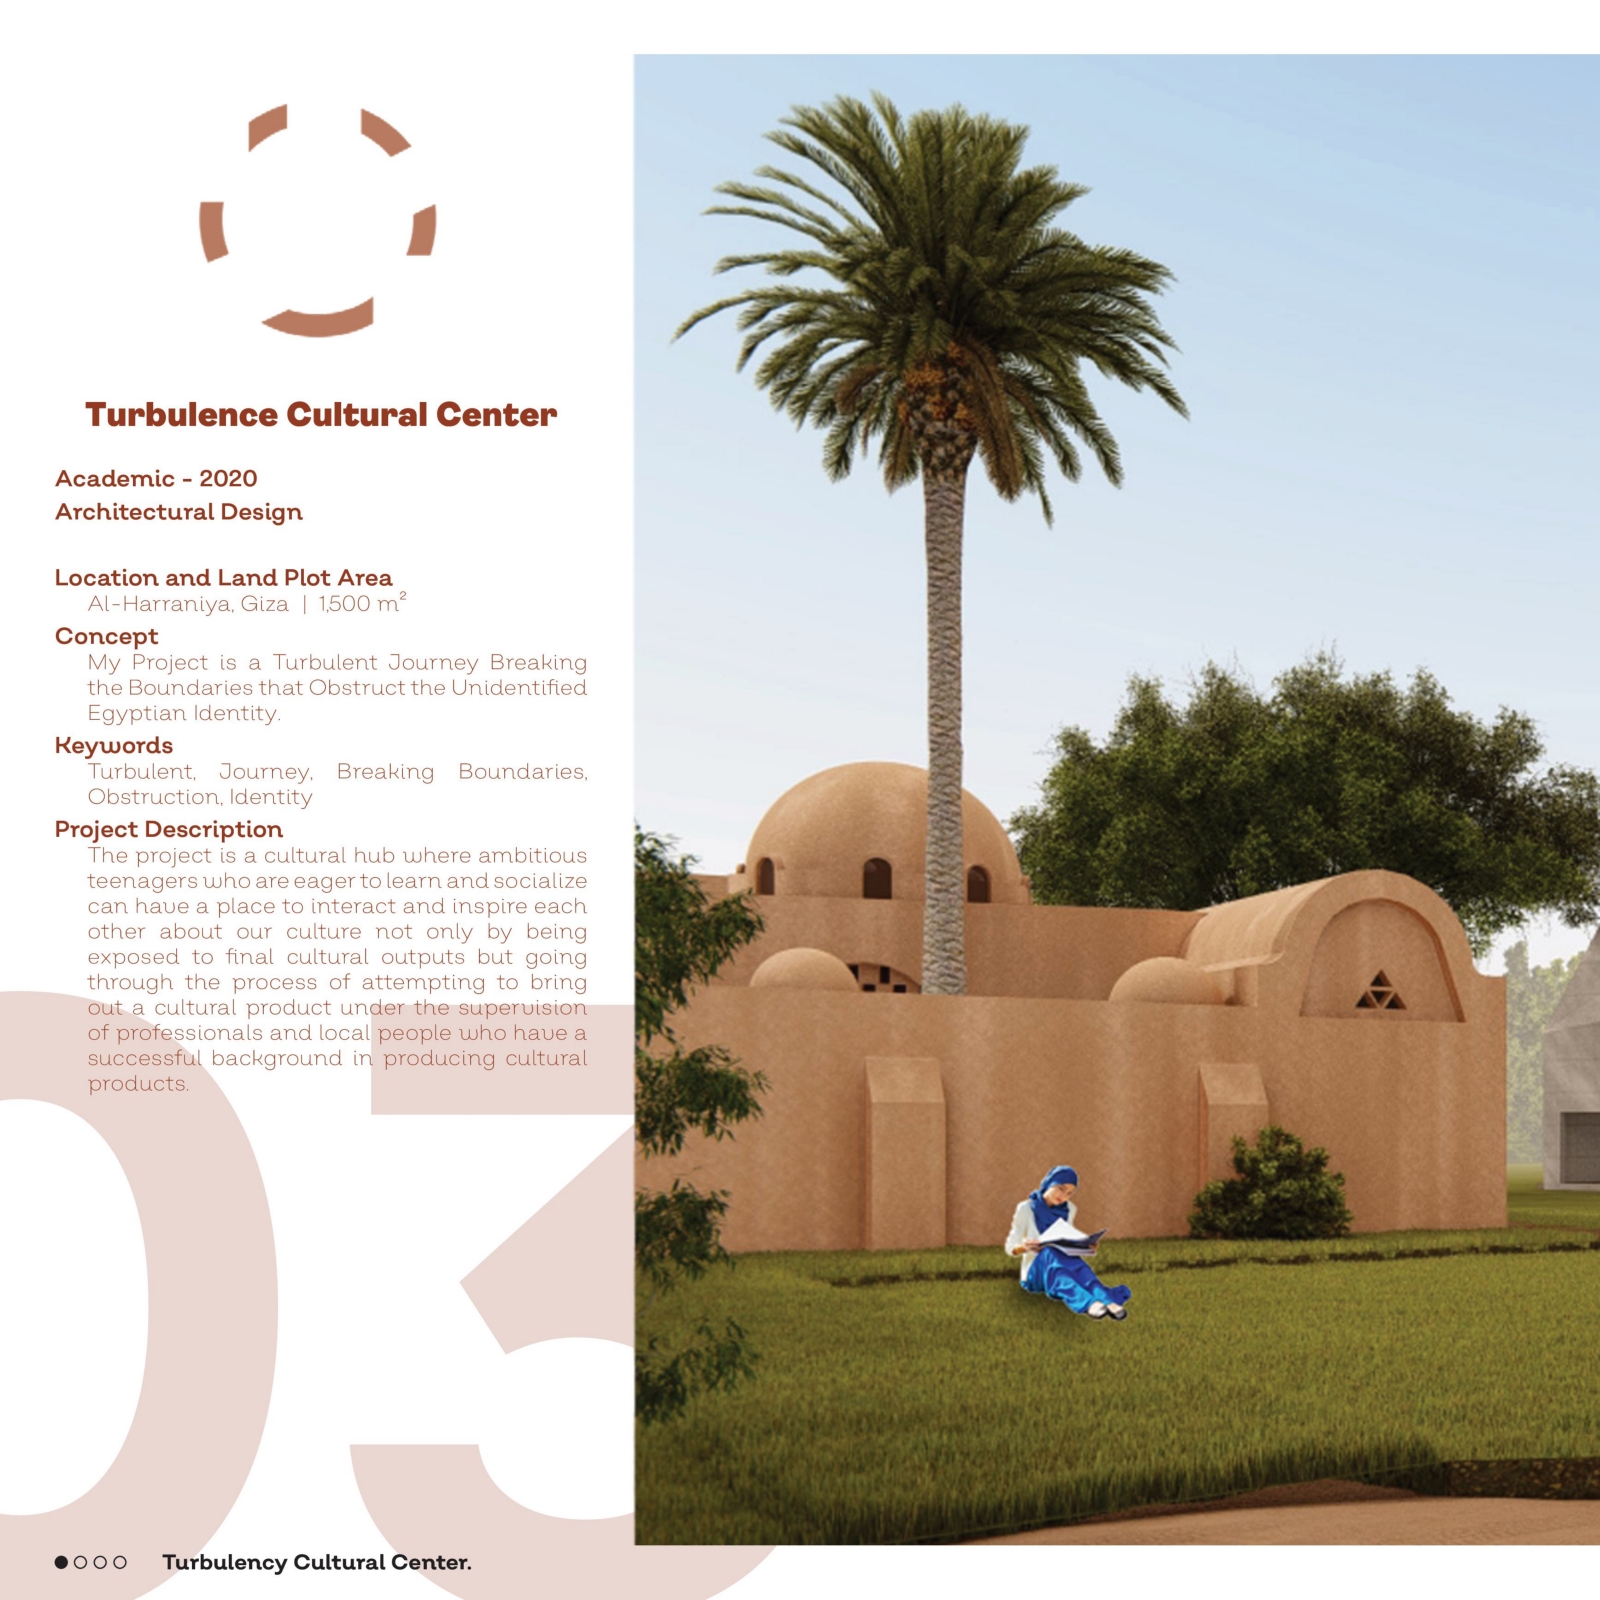 Turbulence Cultural Center
Academic - 2020
Architectural Design
Location and Land Plot Area
Al-Harraniya, Giza | 1,500 m²
Concept
My Project is a Turbulent Journey Breaking
the Boundaries that Obstruct the Unidentified
Egyptian Identity.
Keywords
Turbulent, Journey, Breaking Boundaries,
Obstruction, Identity
Project Description
The project is a cultural hub where ambitious
teenagers who are eager to learn and socialize
can have a place to interact and inspire each
other about our culture not only by being
exposed to final cultural outputs but going
through the process of attempting to bring
out a cultural product under the supervision
of professionals and local people who have a
successful background in producing cultural
products.
03
Turbulency Cultural Center.